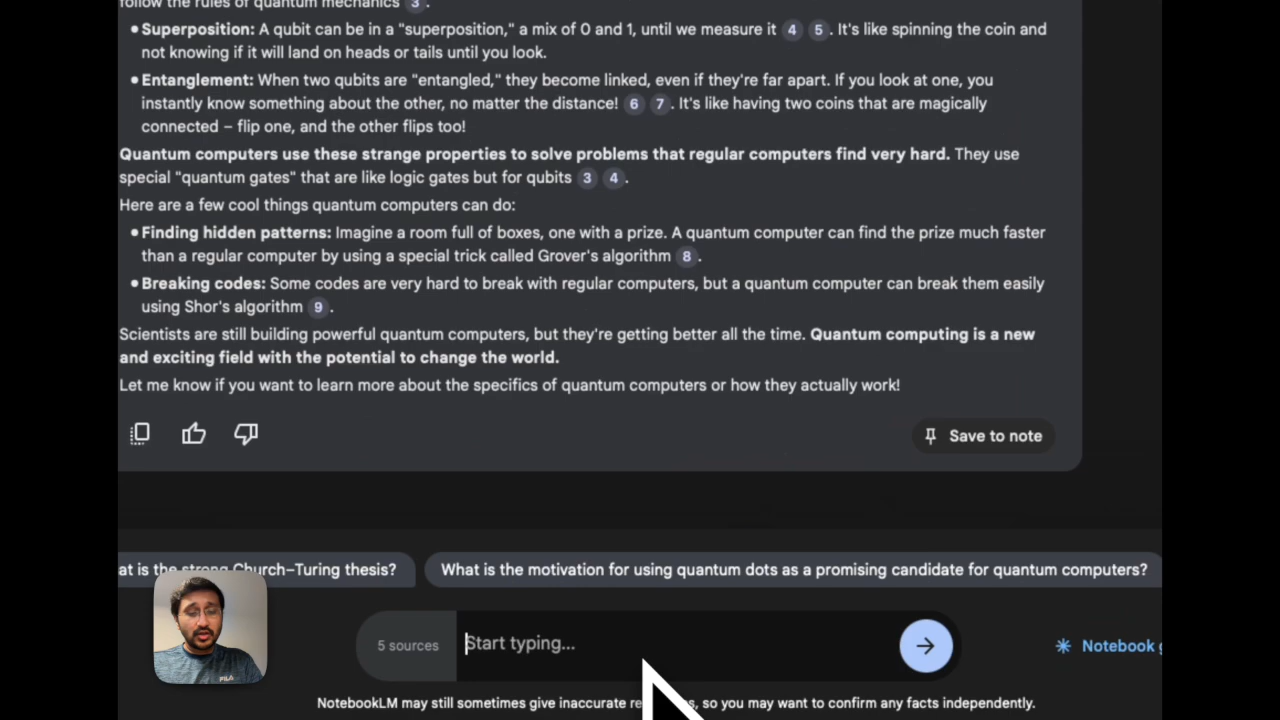 follow the rules of quantum mechanics 3.
• Superposition: A qubit can be in a "superposition," a mix of 0 and 1, until we measure it 4 5. It's like spinning the coin and
not knowing if it will land on heads or tails until you look.
• Entanglement: When two qubits are "entangled," they become linked, even if they're far apart. If you look at one, you
instantly know something about the other, no matter the distance! 6 7. It's like having two coins that are magically
connected – flip one, and the other flips too!
Quantum computers use these strange properties to solve problems that regular computers find very hard. They use
special "quantum gates" that are like logic gates but for qubits 3 4.
Here are a few cool things quantum computers can do:
• Finding hidden patterns: Imagine a room full of boxes, one with a prize. A quantum computer can find the prize much faster
than a regular computer by using a special trick called Grover's algorithm 8.
• Breaking codes: Some codes are very hard to break with regular computers, but a quantum computer can break them easily
using Shor's algorithm 9.
Scientists are still building powerful quantum computers, but they're getting better all the time. Quantum computing is a new
and exciting field with the potential to change the world.
Let me know if you want to learn more about the specifics of quantum computers or how they actually work!
Save to note
at is the strong Church–Turing thesis?
What is the motivation for using quantum dots as a promising candidate for quantum computers?
5 sources
Start typing...
Notebook
FILA
NotebookLM may still sometimes give inaccurate so you may want to confirm any facts independently.